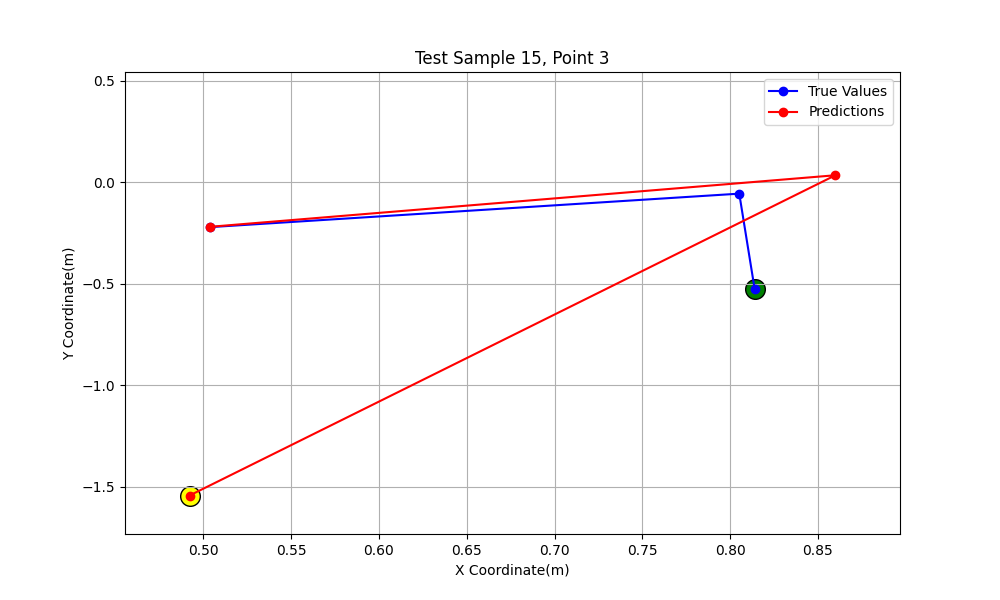 Test Sample 15, Point 3
True Values
Predictions
Y Coordinate(m)
0.5
0.0
−0.5
−1.0
−1.5
0.50 0.55 0.60 0.65 0.70 0.75 0.80 0.85
X Coordinate(m)